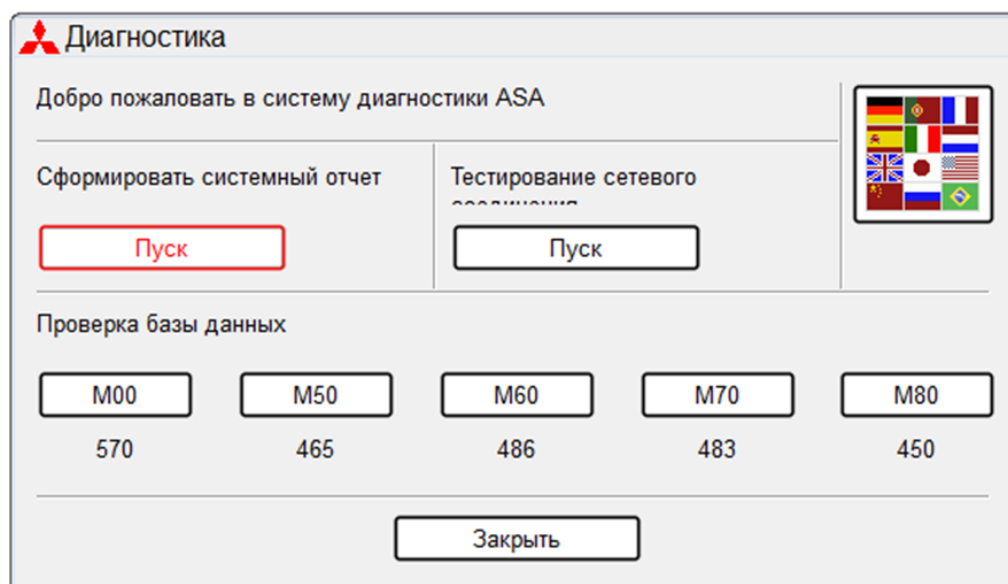 Диагностика
Добро пожаловать в систему диагностики ASA
Сформировать системный отчет
Пуск
Тестирование сетевого
Пуск
Проверка базы данных
M00 M50 M60 M70 M80
570 465 486 483 450
Закрыть